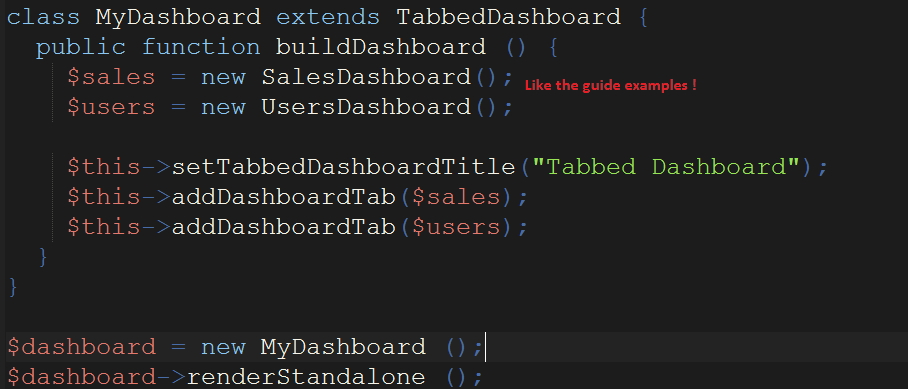 class MyDashboard extends TabbedDashboard {
public function buildDashboard () {
$sales = new SalesDashboard(); Like the guide examples !
$users = new UsersDashboard();
$this->setTabbedDashboardTitle("Tabbed Dashboard");
$this->addDashboardTab($sales);
$this->addDashboardTab($users);
}
}
$dashboard = new MyDashboard ();
$dashboard->renderStandalone ();